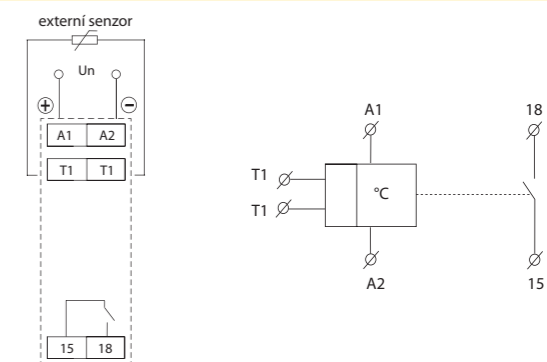 externí senzor
Un
+ −
A1 A2
T1 T1
15 18
A1 18
T1
°C
T1
A2 15